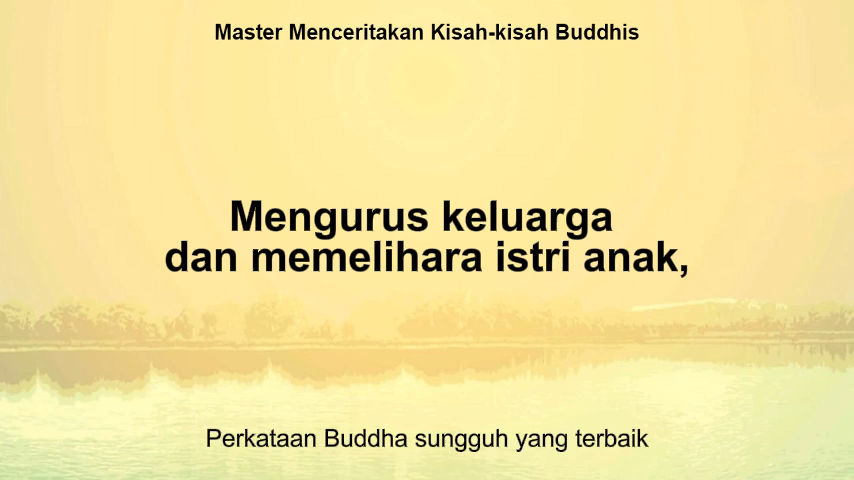 Master Menceritakan Kisah-kisah Buddhis
Mengurus keluarga
dan memelihara istri anak,
Perkataan Buddha sungguh yang terbaik